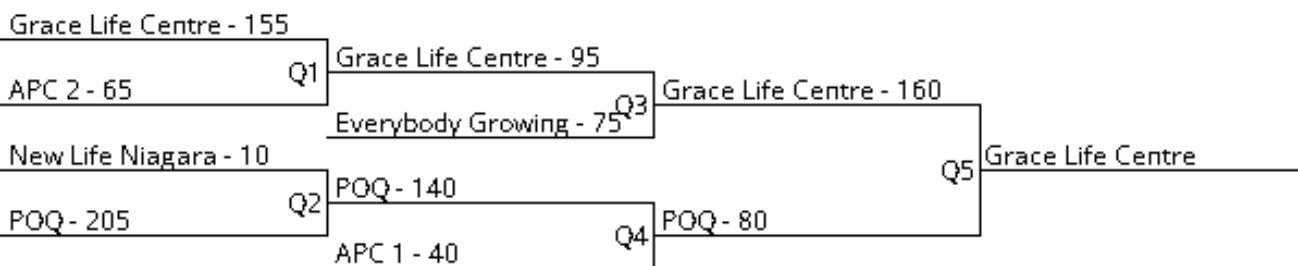 Grace Life Centre - 155
Grace Life Centre - 95
Q1
APC 2 - 65
Grace Life Centre - 160
Q3
Everybody Growing - 75
New Life Niagara - 10
Grace Life Centre
Q5
POQ - 140
Q2
POQ - 205
POQ - 80
Q4
APC 1 - 40